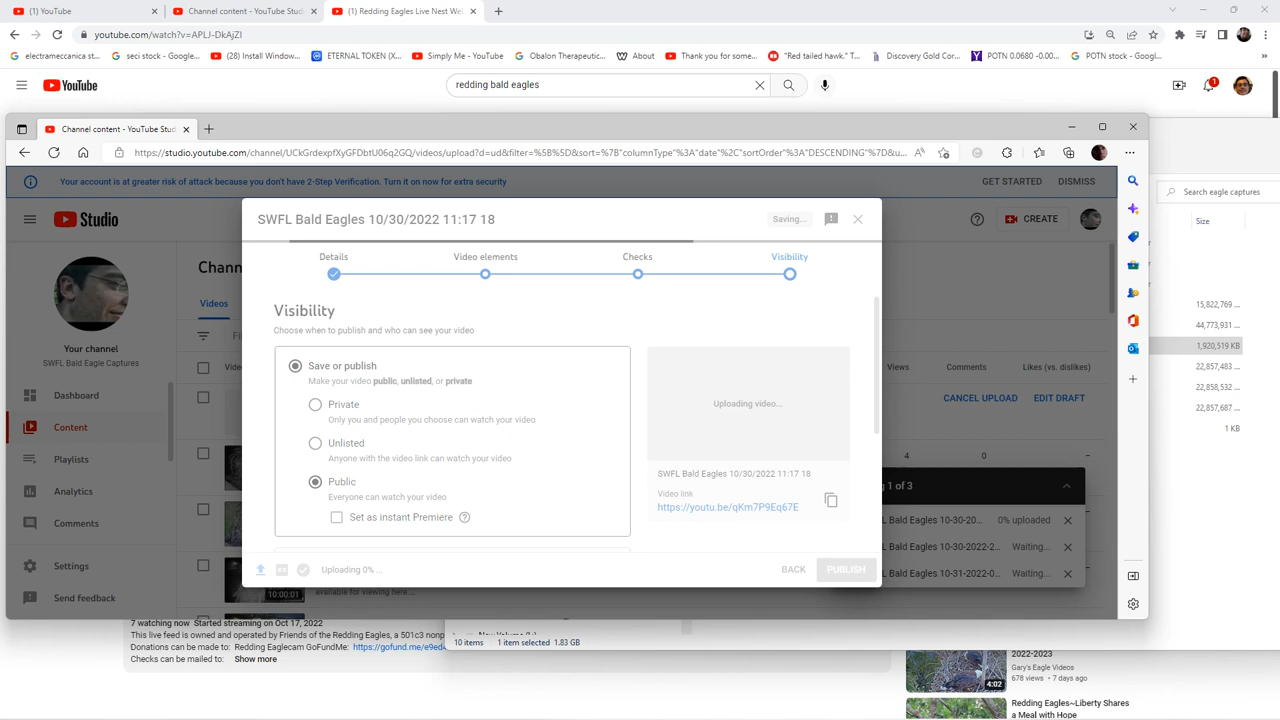 (1) YouTube
Channel content - YouTube Stud
(1) Redding Eagles Live Nest We
youtube.com/watch?v=APLJ-DkAjZI
electrameccanica st...
seci stock - Google...
(28) Install Window...
ETERNAL TOKEN (X...
Simply Me - YouTube
Obalon Therapeutic...
About
Thank you for some...
"Red tailed hawk." T...
Discovery Gold Cor...
POTN 0.0680 -0.00...
POTN stock - Googl...
YouTube
redding bald eagles
1
Channel content - YouTube Stud
https://studio.youtube.com/channel/UCkGrdexpfXyGFDbtU06q2GQ/videos/upload?d=ud&filter=%5B%5D&sort=%7B"columnType"%3A"date"%2C"sortOrder"%3A"DESCENDING"%7D&u...
Your account is at greater risk of attack because you don't have 2-Step Verification. Turn it on now for extra security
GET STARTED
DISMISS
Search eagle captures
Studio
CREATE
Size
SWFL Bald Eagles 10/30/2022 11:17 18
Saving...
Details
Video elements
Checks
Visibility
Your channel
SWFL Bald Eagle Captures
Dashboard
Content
Playlists
Analytics
Comments
Settings
Send feedback
Chann
Videos
Visibility
Choose when to publish and who can see your video
Save or publish
Make your video public, unlisted, or private
Private
Only you and people you choose can watch your video
Unlisted
Anyone with the video link can watch your video
Public
Everyone can watch your video
Set as instant Premiere
Uploading video...
SWFL Bald Eagles 10/30/2022 11:17 18
Video link
https://youtu.be/qKm7P9Eq67E
Uploading 0% ...
BACK
PUBLISH
Views
Comments
Likes (vs. dislikes)
CANCEL UPLOAD
EDIT DRAFT
4
0
g 1 of 3
L Bald Eagles 10-30-20...
0% uploaded
L Bald Eagles 10-30-2022-2...
Waiting...
L Bald Eagles 10-31-2022-0...
Waiting...
15,822,769 ...
44,773,931 ...
1,920,519 KB
22,857,483 ...
22,858,532 ...
22,857,687 ...
1 KB
10:00:01
available for viewing here....
7 watching now Started streaming on Oct 17, 2022
This live feed is owned and operated by Friends of the Redding Eagles, a 501c3 nonp
Donations can be made to: Redding Eaglecam GoFundMe: https://gofund.me/e9ed4
Checks can be mailed to: Show more
10 items
1 item selected 1.83 GB
2022-2023
Gary's Eagle Videos
678 views • 7 days ago
4:02
Redding Eagles~Liberty Shares
a Meal with Hope